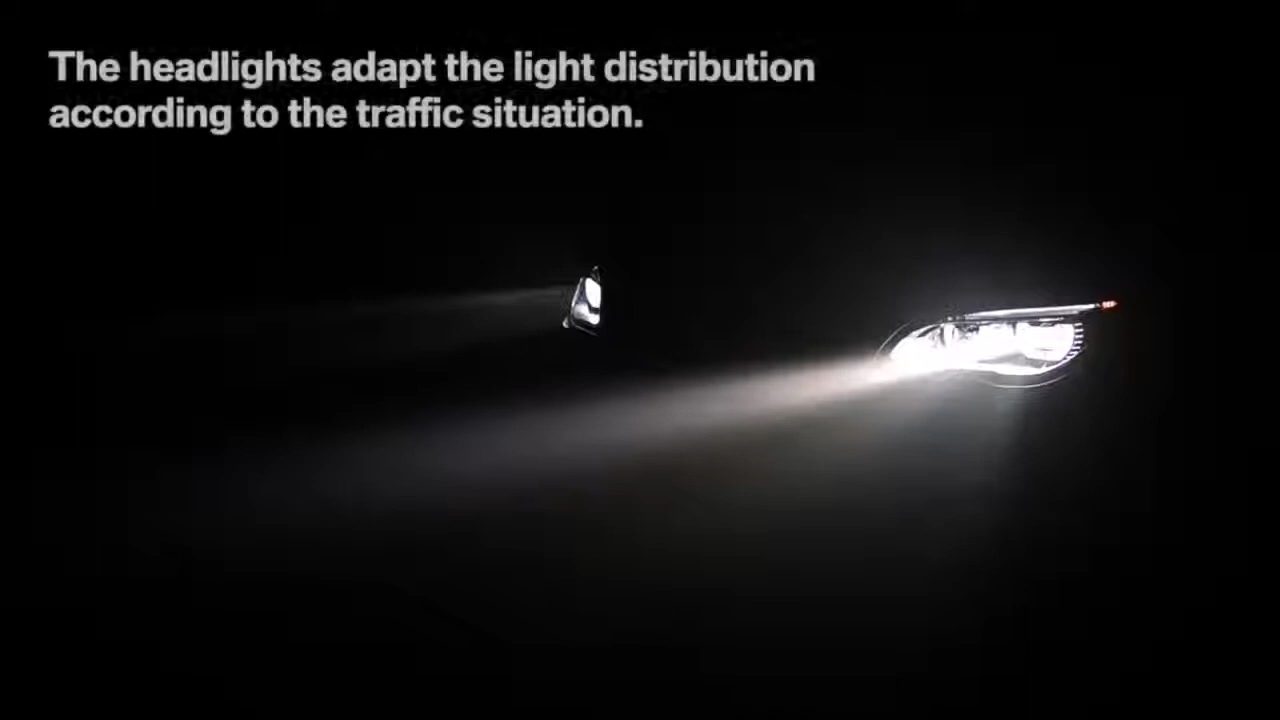 The headlights adapt the light distribution
according to the traffic situation.